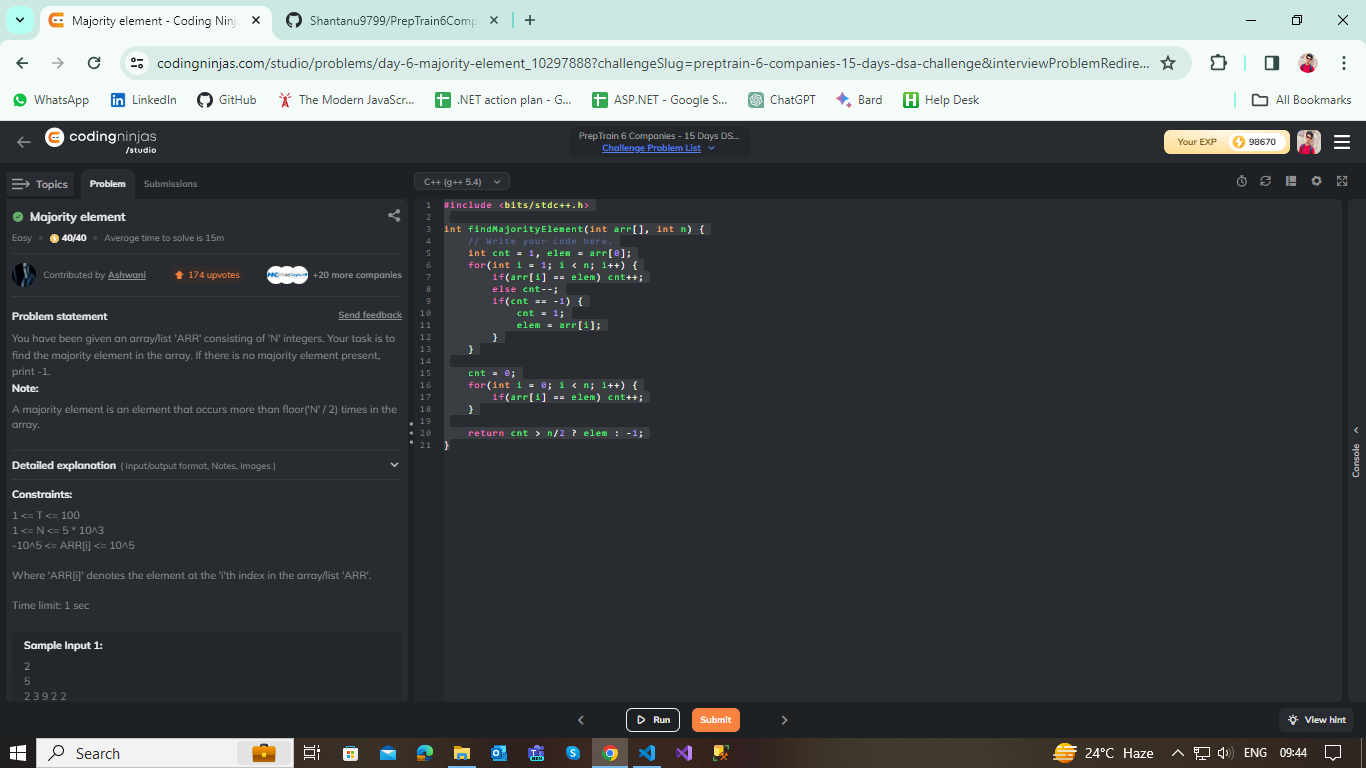 Majority element - Coding Ninj
Shantanu9799/PrepTrain6Comp
codingninjas.com/studio/problems/day-6-majority-element_10297888?challengeSlug=preptrain-6-companies-15-days-dsa-challenge&interviewProblemRedire...
WhatsApp
LinkedIn
GitHub
The Modern JavaScr...
.NET action plan - G...
ASP.NET - Google S...
ChatGPT
Bard
Help Desk
All Bookmarks
codingninjas
/studio
PrepTrain 6 Companies - 15 Days DS...
Challenge Problem List
Your EXP 98670
Topics
Problem
Submissions
C++ (g++ 5.4)
Majority element
Easy • 40/40 • Average time to solve is 15m
Contributed by Ashwani
174 upvotes
+20 more companies
Problem statement
Send feedback
You have been given an array/list 'ARR' consisting of 'N' integers. Your task is to
find the majority element in the array. If there is no majority element present,
print -1.
Note:
A majority element is an element that occurs more than floor('N' / 2) times in the
array.
Detailed explanation ( Input/output format, Notes, Images )
Constraints:
1 <= T <= 100
1 <= N <= 5 * 10^3
-10^5 <= ARR[i] <= 10^5
Where 'ARR[i]' denotes the element at the 'i'th index in the array/list 'ARR'.
Time limit: 1 sec
Sample Input 1:
2
5
2 3 9 2 2
1 #include <bits/stdc++.h>
2
3 int findMajorityElement(int arr[], int n) {
4 // Write your code here.
5 int cnt = 1, elem = arr[0];
6 for(int i = 1; i < n; i++) {
7 if(arr[i] == elem) cnt++;
8 else cnt--;
9 if(cnt == -1) {
10 cnt = 1;
11 elem = arr[i];
12 }
13 }
14
15 cnt = 0;
16 for(int i = 0; i < n; i++) {
17 if(arr[i] == elem) cnt++;
18 }
19
20 return cnt > n/2 ? elem : -1;
21 }
Console
Run
Submit
View hint
Search
24°C Haze
ENG
09:44